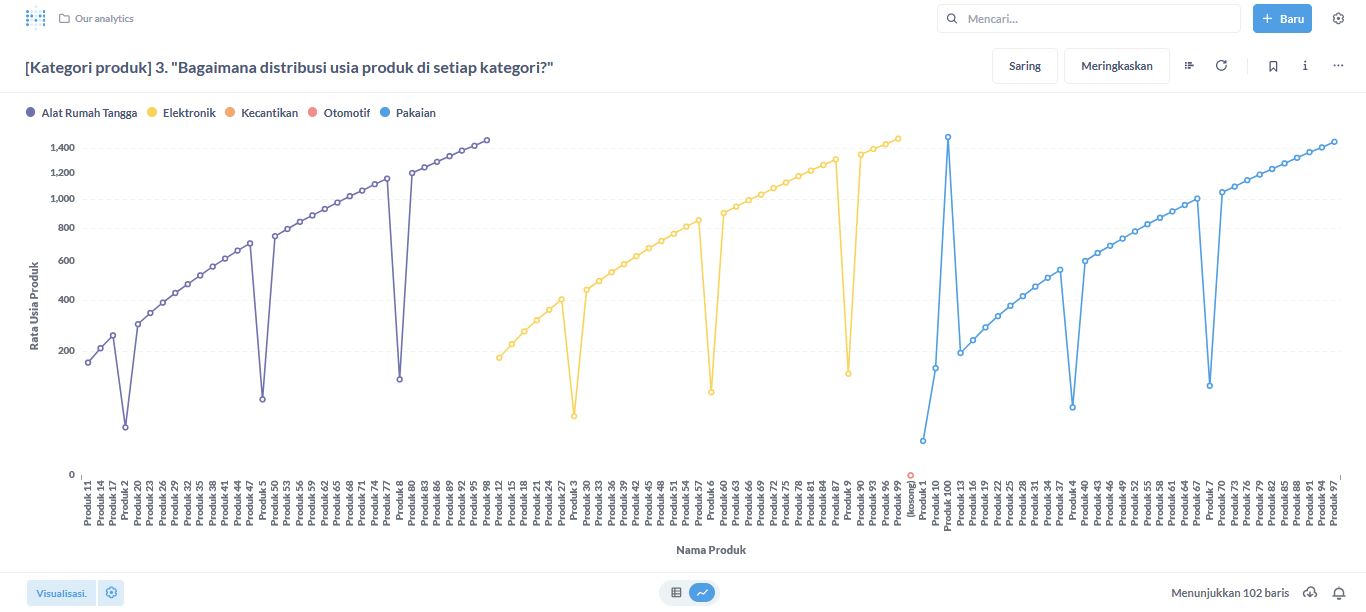 Our analytics
Mencari...
+ Baru
[Kategori produk] 3. "Bagaimana distribusi usia produk di setiap kategori?"
Saring
Meringkaskan
Alat Rumah Tangga Elektronik Kecantikan Otomotif Pakaian
Rata Usia Produk
1,400
1,200
1,000
800
600
400
200
0
Produk 11
Produk 14
Produk 17
Produk 2
Produk 20
Produk 23
Produk 26
Produk 29
Produk 32
Produk 35
Produk 38
Produk 41
Produk 44
Produk 47
Produk 5
Produk 50
Produk 53
Produk 56
Produk 59
Produk 62
Produk 65
Produk 68
Produk 71
Produk 74
Produk 77
Produk 8
Produk 80
Produk 83
Produk 86
Produk 89
Produk 92
Produk 95
Produk 98
Produk 12
Produk 15
Produk 18
Produk 21
Produk 24
Produk 27
Produk 3
Produk 30
Produk 33
Produk 36
Produk 39
Produk 42
Produk 45
Produk 48
Produk 51
Produk 54
Produk 57
Produk 6
Produk 60
Produk 63
Produk 66
Produk 69
Produk 72
Produk 75
Produk 78
Produk 81
Produk 84
Produk 87
Produk 9
Produk 90
Produk 93
Produk 96
Produk 99
(kosong)
Produk 1
Produk 10
Produk 100
Produk 13
Produk 16
Produk 19
Produk 22
Produk 25
Produk 28
Produk 31
Produk 34
Produk 37
Produk 4
Produk 40
Produk 43
Produk 46
Produk 49
Produk 52
Produk 55
Produk 58
Produk 61
Produk 64
Produk 67
Produk 7
Produk 70
Produk 73
Produk 76
Produk 79
Produk 82
Produk 85
Produk 88
Produk 91
Produk 94
Produk 97
Nama Produk
Visualisasi.
Menunjukkan 102 baris